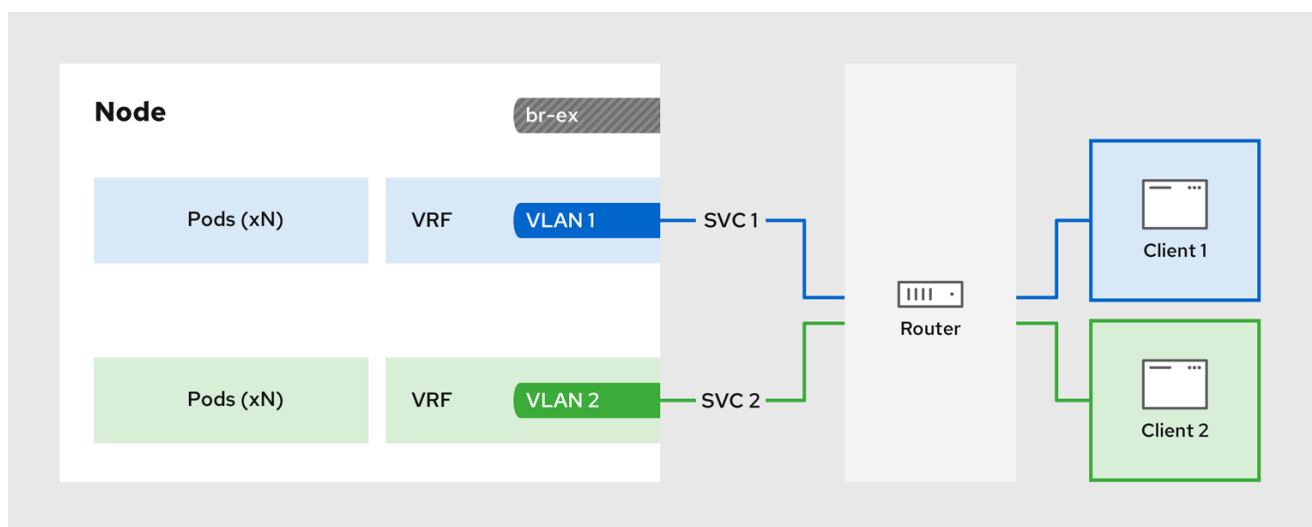 Node
br-ex
Pods (xN)
VRF
VLAN 1
SVC 1
Client 1
Router
Pods (xN)
VRF
VLAN 2
SVC 2
Client 2